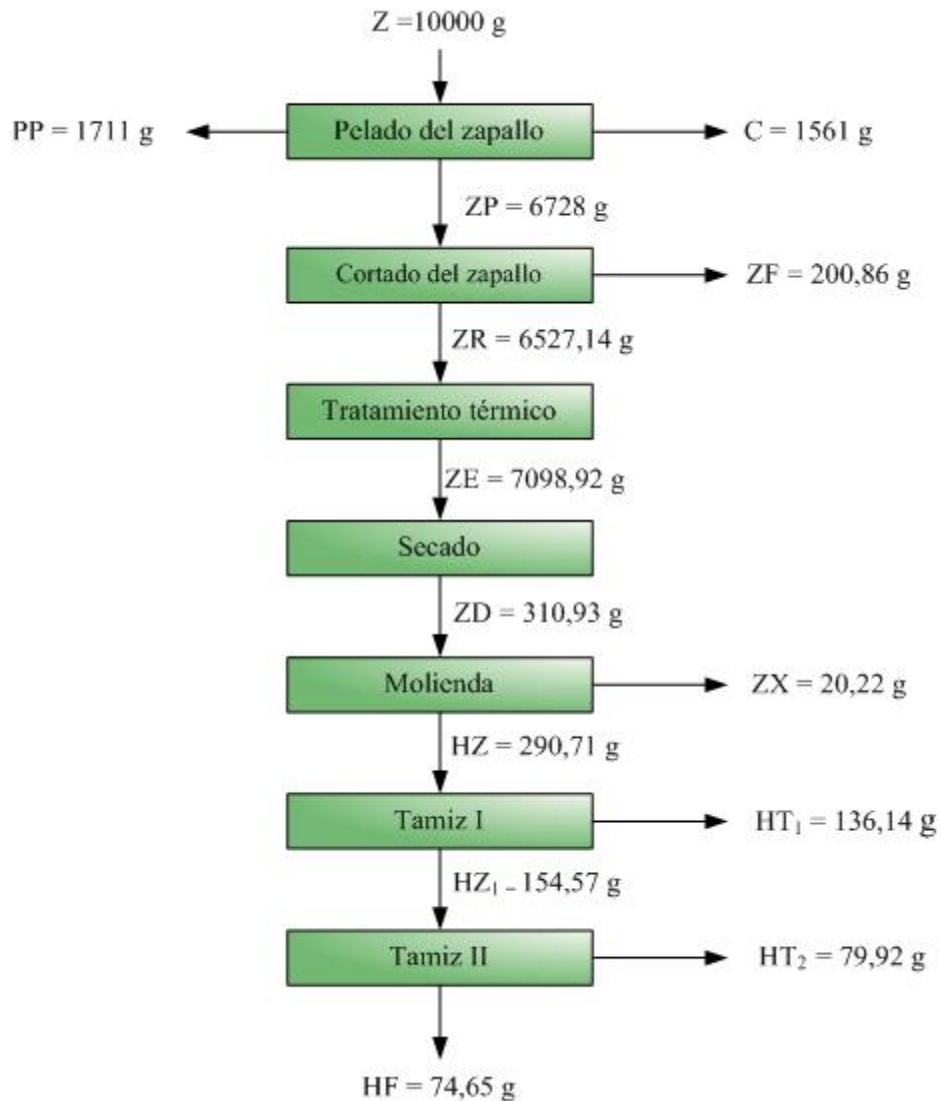 Z =10000 g
PP = 1711 g
Pelado del zapallo
C = 1561 g
ZP = 6728 g
Cortado del zapallo
ZF = 200,86 g
ZR = 6527,14 g
Tratamiento térmico
ZE = 7098,92 g
Secado
ZD = 310,93 g
Molienda
ZX = 20,22 g
HZ = 290,71 g
Tamiz I
HT₁ = 136,14 g
HZ₁ – 154,57 g
Tamiz II
HT₂ = 79,92 g
HF = 74,65 g